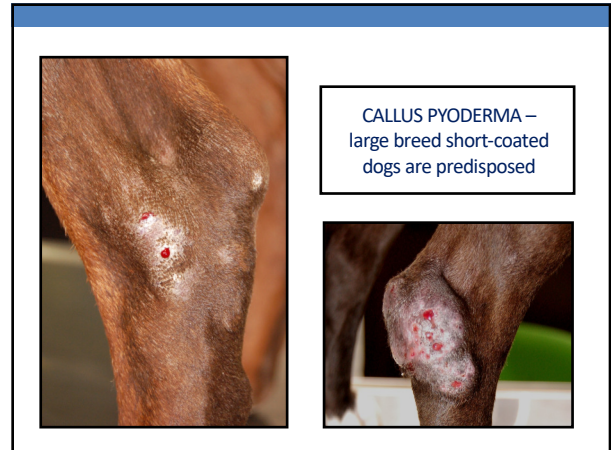 CALLUS PYODERMA –
large breed short-coated
dogs are predisposed